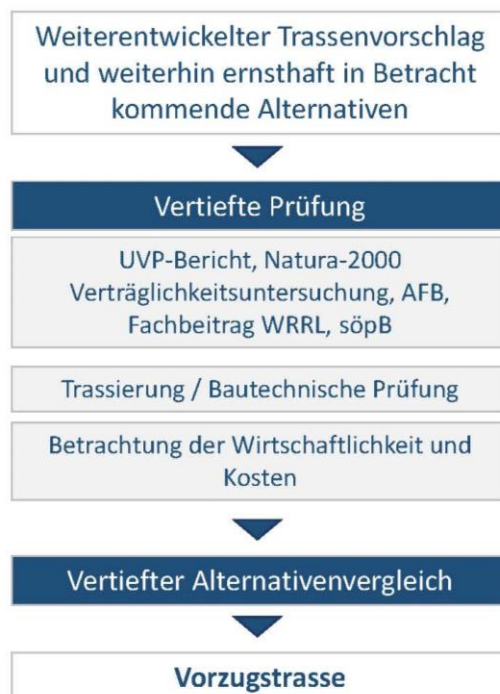 Weiterentwickelter Trassenvorschlag
und weiterhin ernsthaft in Betracht
kommende Alternativen
Vertiefte Prüfung
UVP-Bericht, Natura-2000
Verträglichkeitsuntersuchung, AFB,
Fachbeitrag WRRL, söpB
Trassierung / Bautechnische Prüfung
Betrachtung der Wirtschaftlichkeit und
Kosten
Vertiefter Alternativenvergleich
Vorzugstrasse